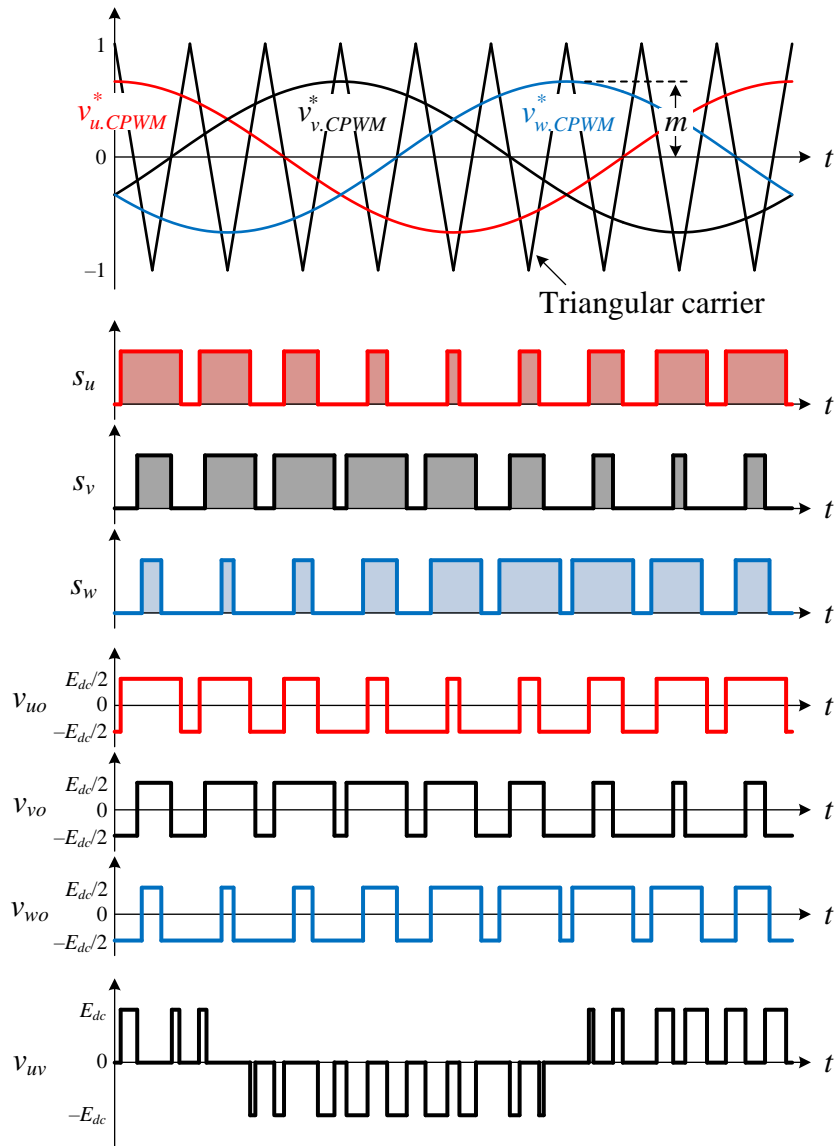 1
v*u.CPWM
v*v.CPWM
v*w.CPWM
m
0
t
–1
Triangular carrier
su
t
sv
t
sw
t
vuo
Edc/2
0
–Edc/2
t
vvo
Edc/2
0
–Edc/2
t
vwo
Edc/2
0
–Edc/2
t
vuv
Edc
0
–Edc
t